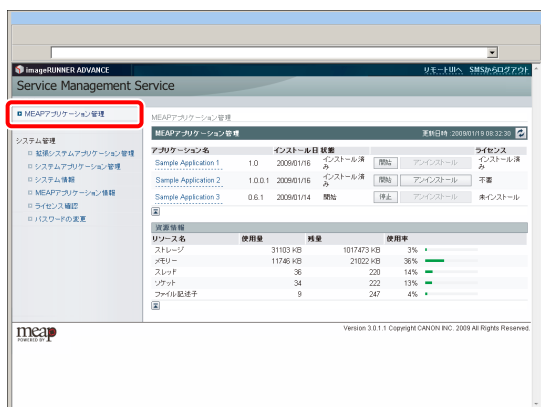 imageRUNNER ADVANCE
リモートUIへ SMSからログアウト
Service Management Service
MEAPアプリケーション管理
システム管理
拡張システムアプリケーション管理
システムアプリケーション管理
システム情報
MEAPアプリケーション情報
ライセンス確認
パスワードの変更
MEAPアプリケーション管理
MEAPアプリケーション管理 更新日時 :2009/01/19 08:32:30
アプリケーション名 インストール日 状態 ライセンス
Sample Application 1 1.0 2009/01/16 インストール済み 開始 アンインストール インストール済み
Sample Application 2 1.0.0.1 2009/01/16 インストール済み 開始 アンインストール 不要
Sample Application 3 0.6.1 2009/01/14 開始 停止 アンインストール 未インストール
資源情報
リソース名 使用量 残量 使用率
ストレージ 31103 KB 1017473 KB 3%
メモリー 11746 KB 21022 KB 36%
スレッド 36 220 14%
ソケット 34 222 13%
ファイル記述子 9 247 4%
meap
POWERED BY
Version 3.0.1.1 Copyright CANON INC. 2009 All Rights Reserved.